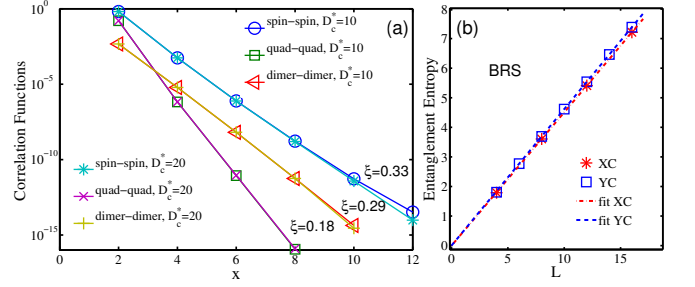 (a)
Correlation Functions
10^0
10^-5
10^-10
10^-15
0 2 4 6 8 10 12
x
spin−spin, D_c^*=10
quad−quad, D_c^*=10
dimer−dimer, D_c^*=10
spin−spin, D_c^*=20
quad−quad, D_c^*=20
dimer−dimer, D_c^*=20
ξ=0.33
ξ=0.29
ξ=0.18
(b)
BRS
Entanglement Entropy
8
7
6
5
4
3
2
1
0
0 5 10 15
L
XC
YC
fit XC
fit YC